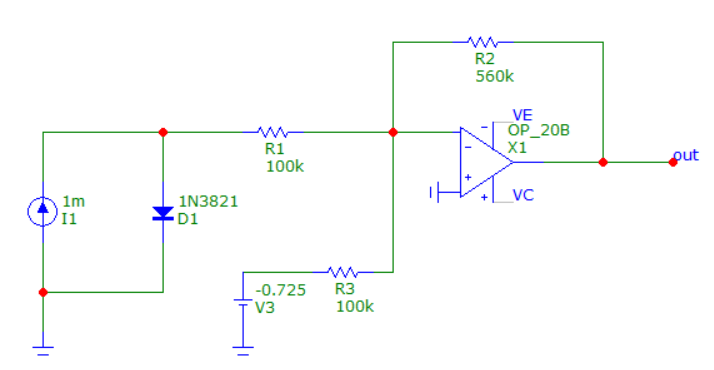 R2
560k
VE
OP_20B
X1
R1
100k
out
1m
I1
1N3821
D1
VC
-0.725
V3
R3
100k